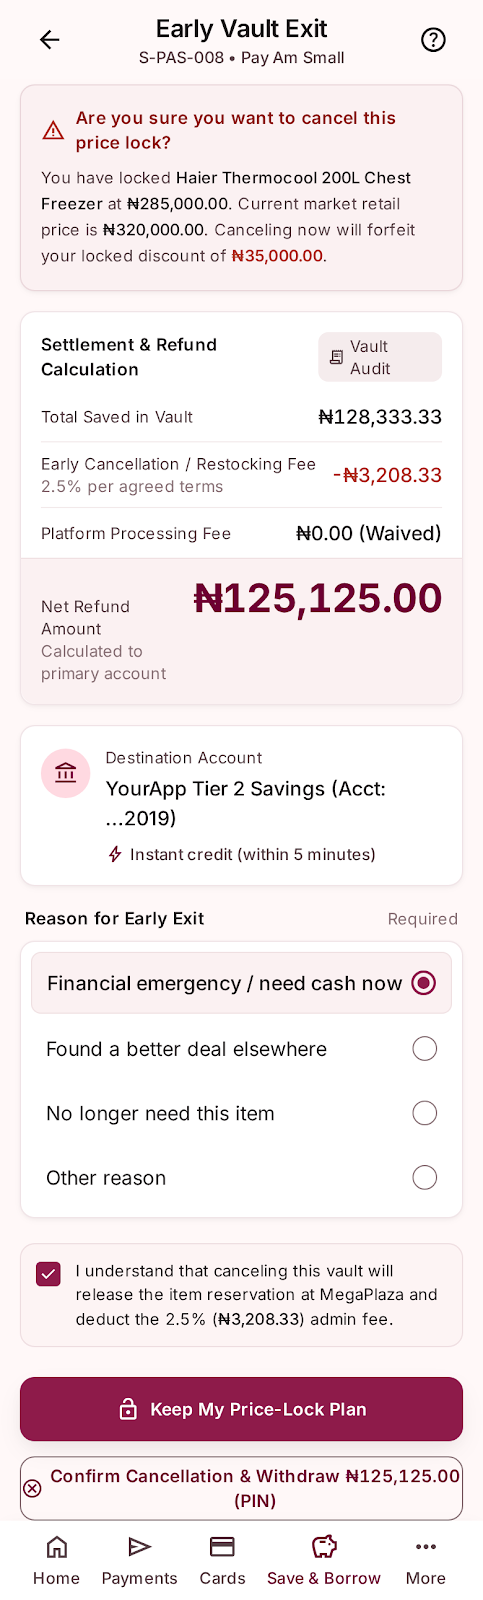 Early Vault Exit
S-PAS-008 • Pay Am Small
Are you sure you want to cancel this
price lock?
You have locked Haier Thermocool 200L Chest
Freezer at ₦285,000.00. Current market retail
price is ₦320,000.00. Canceling now will forfeit
your locked discount of ₦35,000.00.
Settlement & Refund
Calculation
Vault
Audit
Total Saved in Vault
₦128,333.33
Early Cancellation / Restocking Fee
2.5% per agreed terms
-₦3,208.33
Platform Processing Fee
₦0.00 (Waived)
Net Refund
Amount
Calculated to
primary account
₦125,125.00
Destination Account
YourApp Tier 2 Savings (Acct:
...2019)
Instant credit (within 5 minutes)
Reason for Early Exit
Required
Financial emergency / need cash now
Found a better deal elsewhere
No longer need this item
Other reason
I understand that canceling this vault will
release the item reservation at MegaPlaza and
deduct the 2.5% (₦3,208.33) admin fee.
Keep My Price-Lock Plan
Confirm Cancellation & Withdraw ₦125,125.00
(PIN)
Home
Payments
Cards
Save & Borrow
More